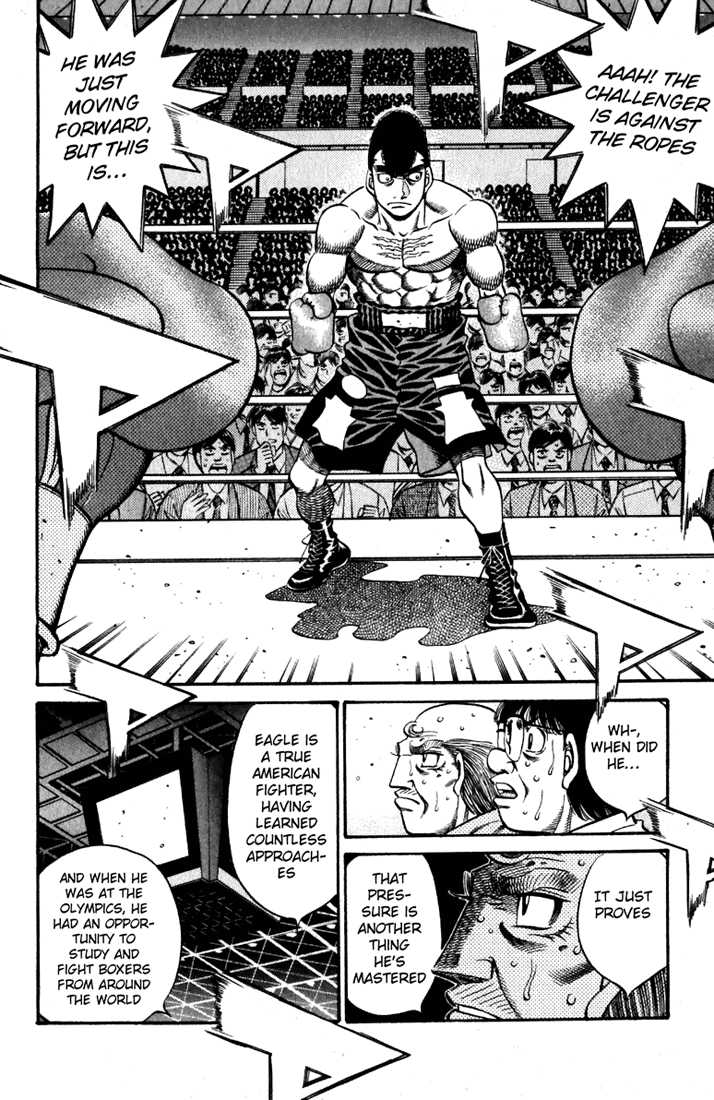 AAAH! THE
CHALLENGER
IS AGAINST
THE ROPES
HE WAS
JUST
MOVING
FORWARD,
BUT THIS
IS...
WH-,
WHEN DID
HE...
IT JUST
PROVES
THAT
PRES-
SURE IS
ANOTHER
THING
HE'S
MASTERED
EAGLE IS
A TRUE
AMERICAN
FIGHTER,
HAVING
LEARNED
COUNTLESS
APPROACH-
ES
AND WHEN HE
WAS AT THE
OLYMPICS, HE
HAD AN OPPOR-
TUNITY TO
STUDY AND
FIGHT BOXERS
FROM AROUND
THE WORLD